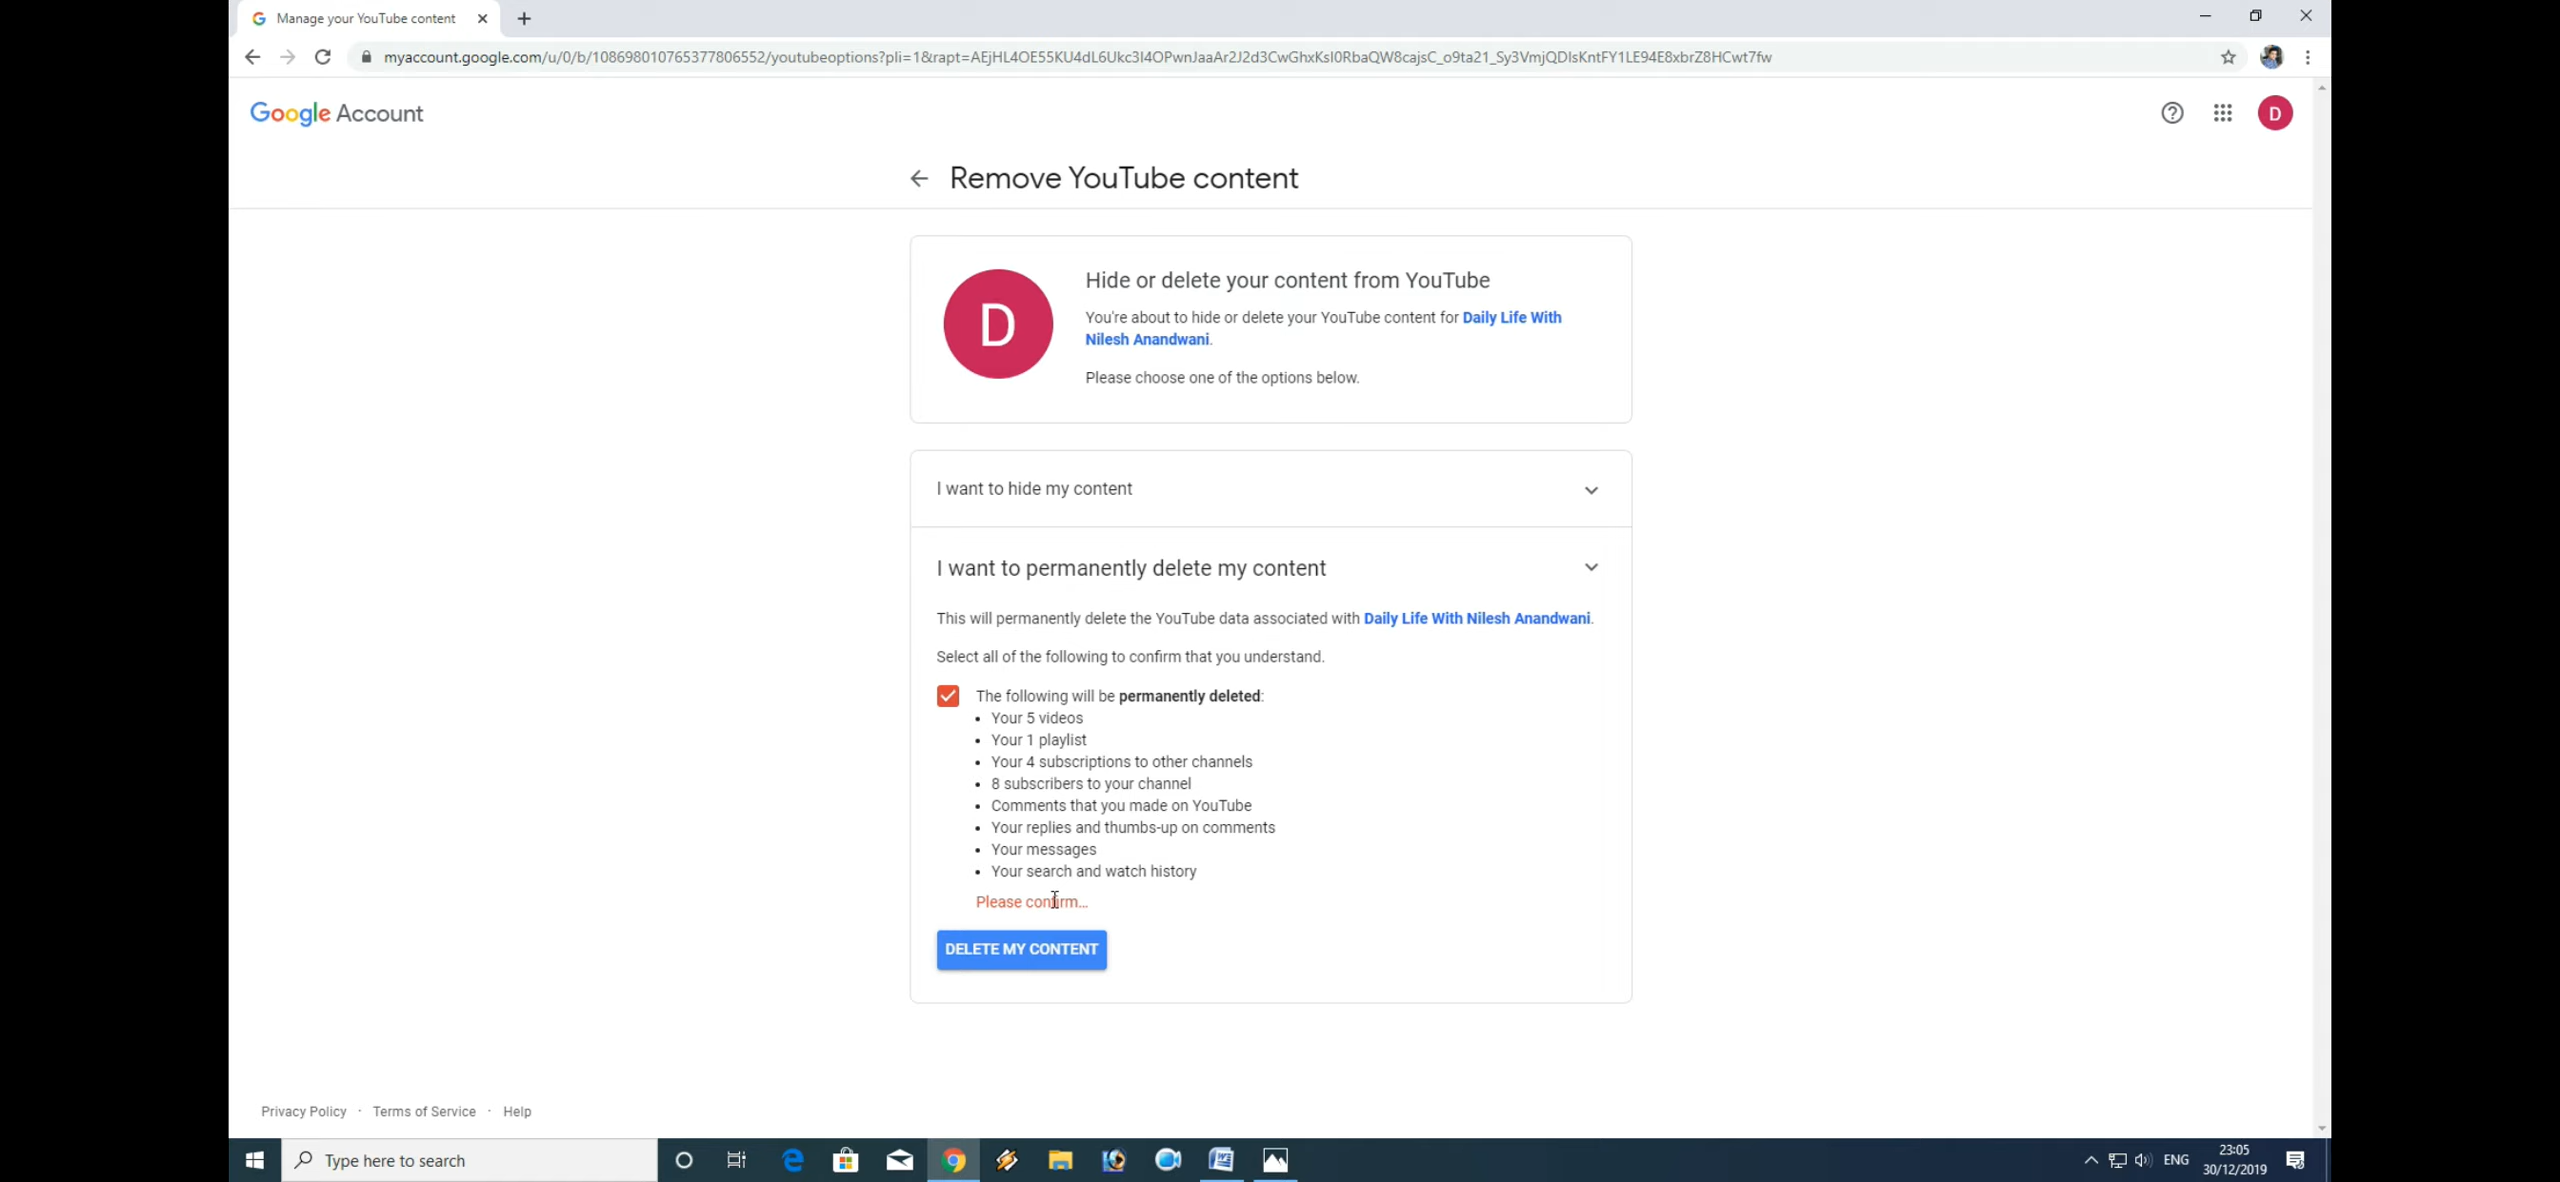 Manage your YouTube content
myaccount.google.com/u/0/b/108698010765377806552/youtubeoptions?pli=1&rapt=AEjHL4OE55KU4dL6Ukc3I4OPwnJaaAr2J2d3CwGhxKsI0RbaQW8cajsC_o9ta21_Sy3VmjQDIsKntFY1LE94E8xbrZ8HCwt7fw
Google Account
D
Remove YouTube content
D
Hide or delete your content from YouTube
You're about to hide or delete your YouTube content for Daily Life With
Nilesh Anandwani.
Please choose one of the options below.
I want to hide my content
I want to permanently delete my content
This will permanently delete the YouTube data associated with Daily Life With Nilesh Anandwani.
Select all of the following to confirm that you understand.
The following will be permanently deleted:
• Your 5 videos
• Your 1 playlist
• Your 4 subscriptions to other channels
• 8 subscribers to your channel
• Comments that you made on YouTube
• Your replies and thumbs-up on comments
• Your messages
• Your search and watch history
Please confirm...
DELETE MY CONTENT
Privacy Policy · Terms of Service · Help
Type here to search
ENG
23:05
30/12/2019